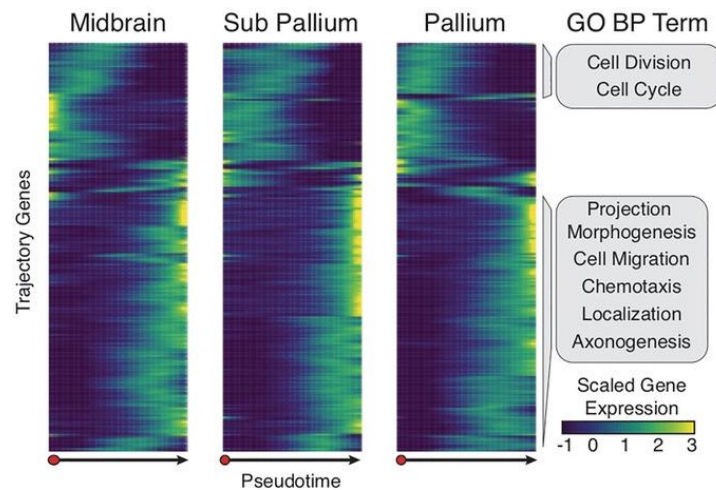 Midbrain
Sub Pallium
Pallium
GO BP Term
Trajectory Genes
Cell Division
Cell Cycle
Projection
Morphogenesis
Cell Migration
Chemotaxis
Localization
Axonogenesis
Scaled Gene
Expression
-1 0 1 2 3
Pseudotime